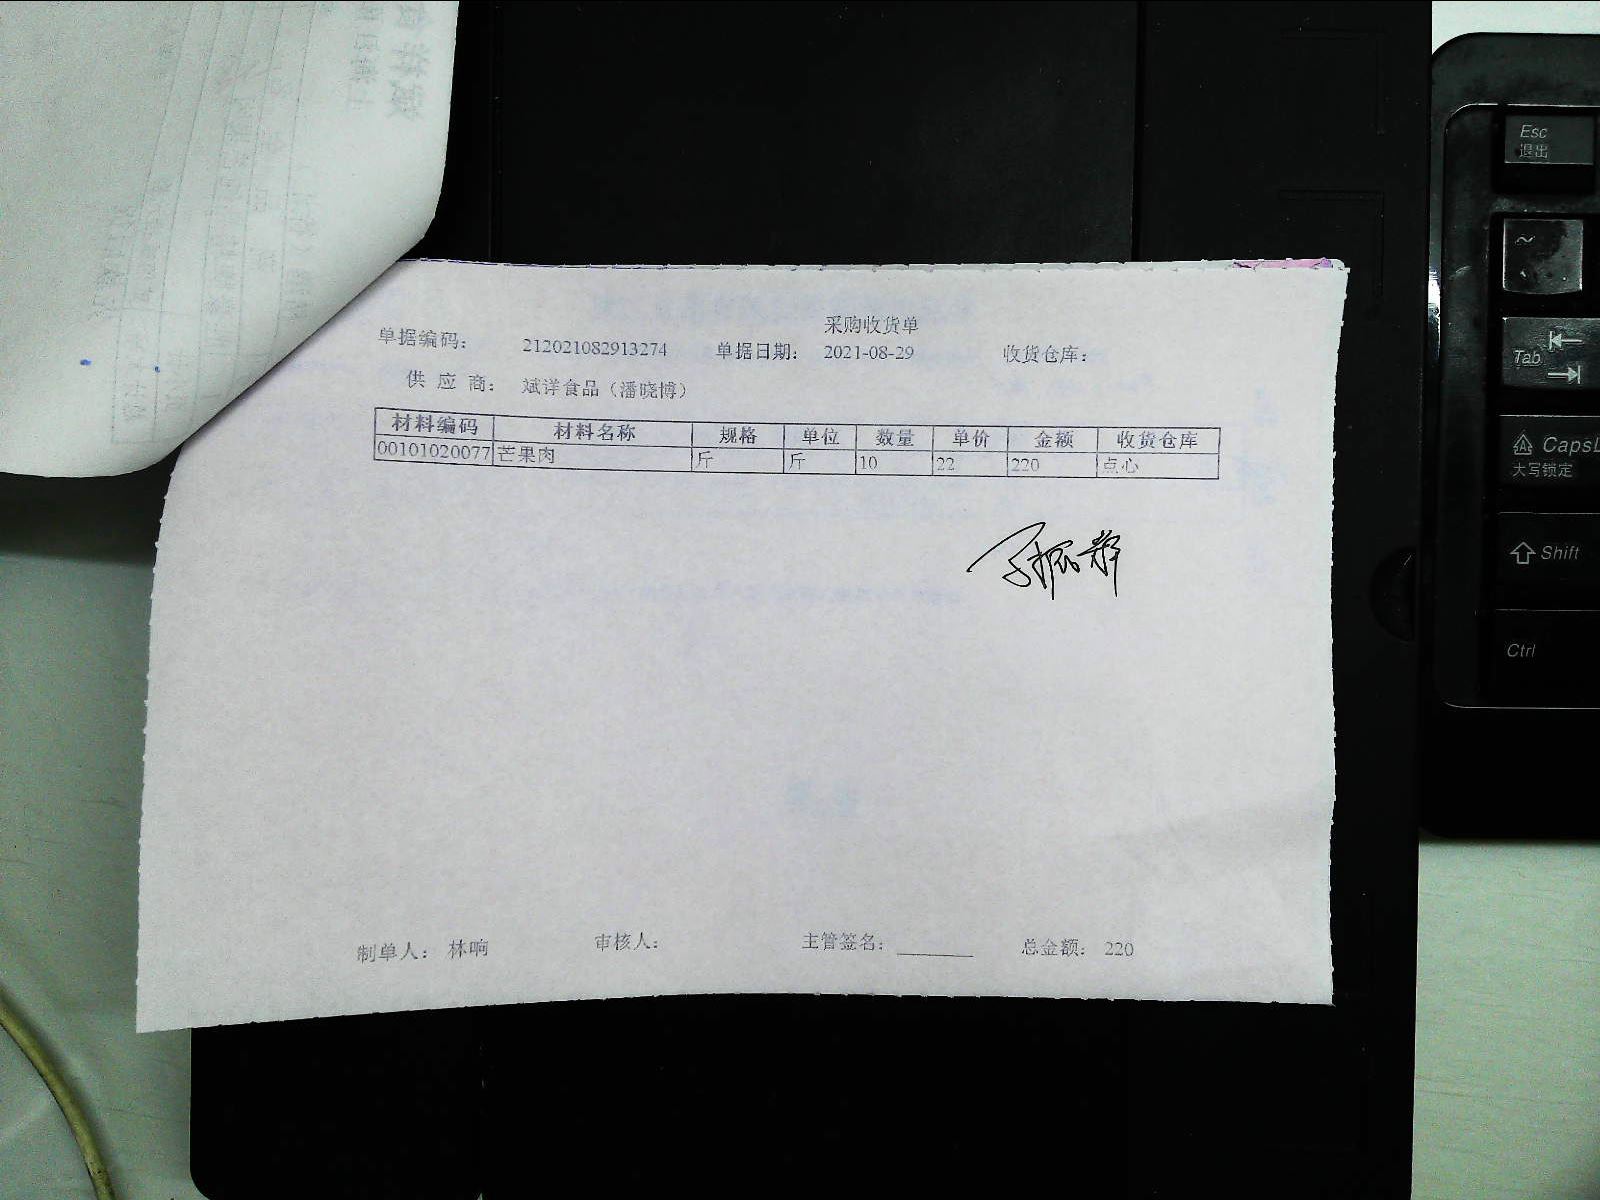 采购收货单
单据编码: 212021082913274 单据日期: 2021-08-29 收货仓库:
供应商: 斌洋食品（潘晓博）
材料编码 材料名称 规格 单位 数量 单价 金额 收货仓库
00101020077 芒果肉 斤 斤 10 22 220 点心
制单人: 林响 审核人: 主管签名: 总金额: 220
Esc
退出
~
Tab
Caps
大写锁定
Shift
Ctrl